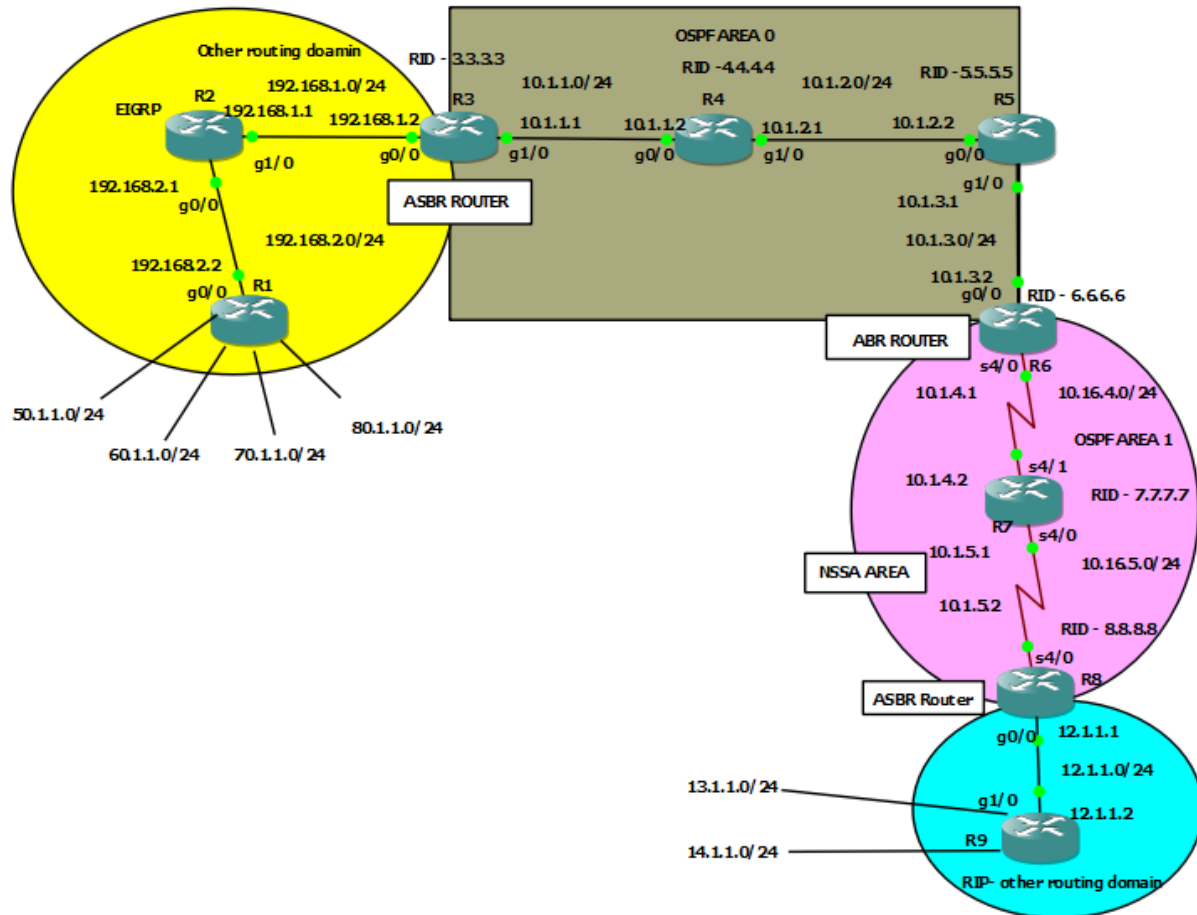 Other routing doamin
OSPF AREA 0
RID - 3.3.3.3
RID -4.4.4.4
RID -5.5.5.5
192.168.1.0/24
10.1.1.0/24
10.1.2.0/24
R2
R3
R4
R5
EIGRP
192.168.1.1
192.168.1.2
10.1.1.1
10.1.1.2
10.1.2.1
10.1.2.2
g1/0
g0/0
g1/0
g0/0
g1/0
g0/0
g1/0
192.168.2.1
g0/0
ASBR ROUTER
10.1.3.1
192.168.2.0/24
10.1.3.0/24
192.168.2.2
g0/0
R1
10.1.3.2
g0/0
RID - 6.6.6.6
ABR ROUTER
s4/0
R6
50.1.1.0/24
60.1.1.0/24
70.1.1.0/24
80.1.1.0/24
10.1.4.1
10.16.4.0/24
OSPF AREA 1
10.1.4.2
s4/1
RID - 7.7.7.7
R7
s4/0
10.1.5.1
10.16.5.0/24
NSSA AREA
10.1.5.2
RID - 8.8.8.8
s4/0
R8
ASBR Router
g0/0
12.1.1.1
12.1.1.0/24
13.1.1.0/24
g1/0
12.1.1.2
R9
14.1.1.0/24
RIP- other routing domain